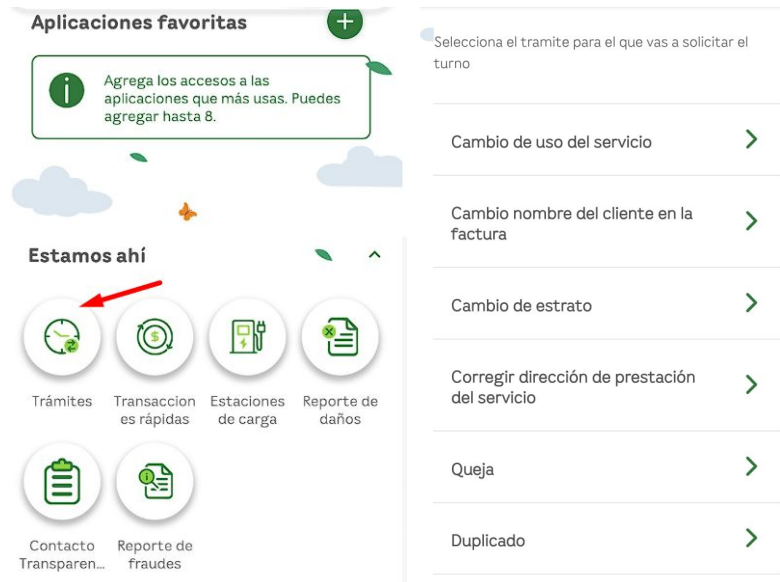 Aplicaciones favoritas
Agrega los accesos a las
aplicaciones que más usas. Puedes
agregar hasta 8.
Estamos ahí
Trámites
Transaccion
es rápidas
Estaciones
de carga
Reporte de
daños
Contacto
Transparen...
Reporte de
fraudes
Selecciona el tramite para el que vas a solicitar el
turno
Cambio de uso del servicio
Cambio nombre del cliente en la
factura
Cambio de estrato
Corregir dirección de prestación
del servicio
Queja
Duplicado